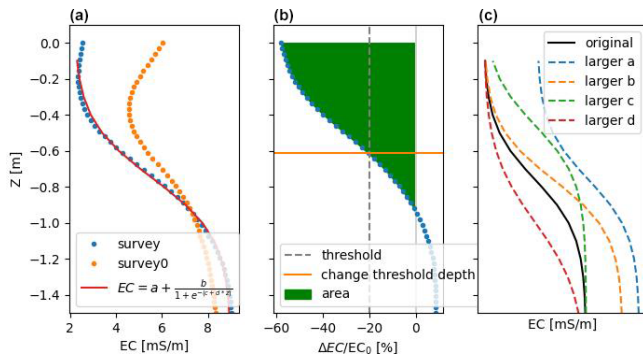 (a)
(b)
(c)
0.0
−0.2
−0.4
−0.6
−0.8
−1.0
−1.2
−1.4
Z [m]
survey
survey0
EC = a + b / 1 + e^−(c+d*z)
2
4
6
8
EC [mS/m]
threshold
change threshold depth
area
−60
−40
−20
0
ΔEC/EC₀ [%]
original
larger a
larger b
larger c
larger d
EC [mS/m]